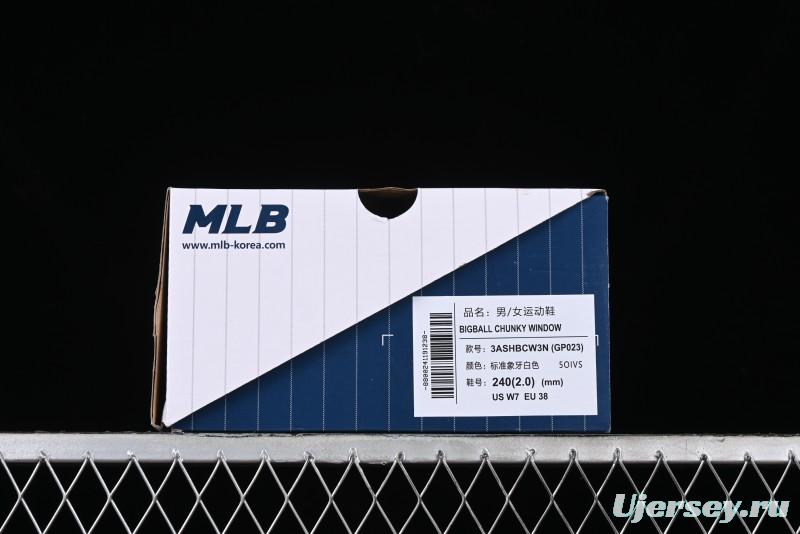 MLB
www.mlb-korea.com
品名：男/女运动鞋
BIGBALL CHUNKY WINDOW
款号：3ASHBCW3N (GP023)
颜色：标准象牙白色 50IVS
鞋号：240(2.0) (mm)
US W7 EU 38
-8800241191238-
Ujersey.ru